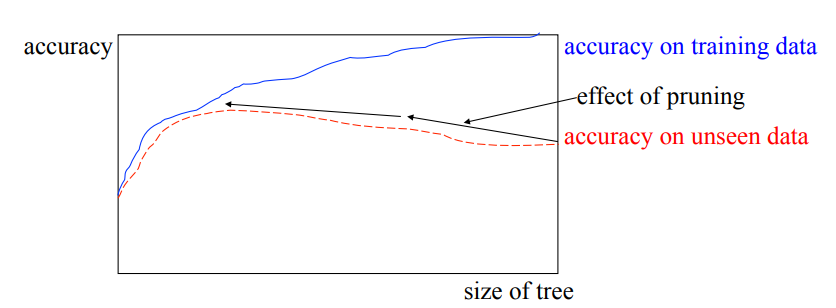 accuracy
accuracy on training data
effect of pruning
accuracy on unseen data
size of tree